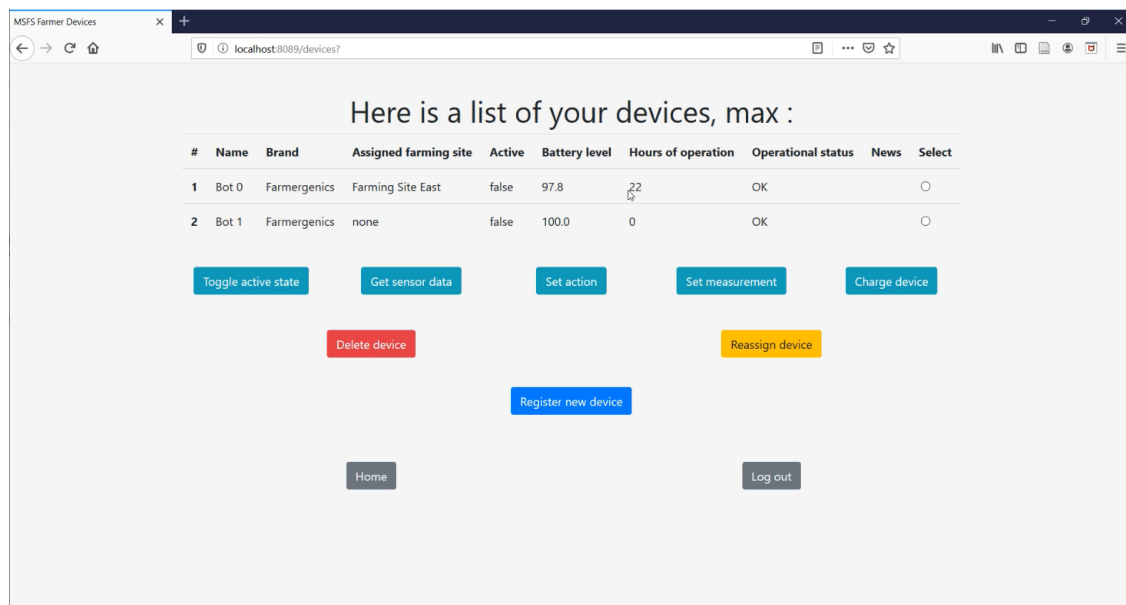 MSFS Farmer Devices
localhost:8089/devices?
Here is a list of your devices, max :
# Name Brand Assigned farming site Active Battery level Hours of operation Operational status News Select
1 Bot 0 Farmergenics Farming Site East false 97.8 22 OK
2 Bot 1 Farmergenics none false 100.0 0 OK
Toggle active state Get sensor data Set action Set measurement Charge device
Delete device Reassign device
Register new device
Home Log out